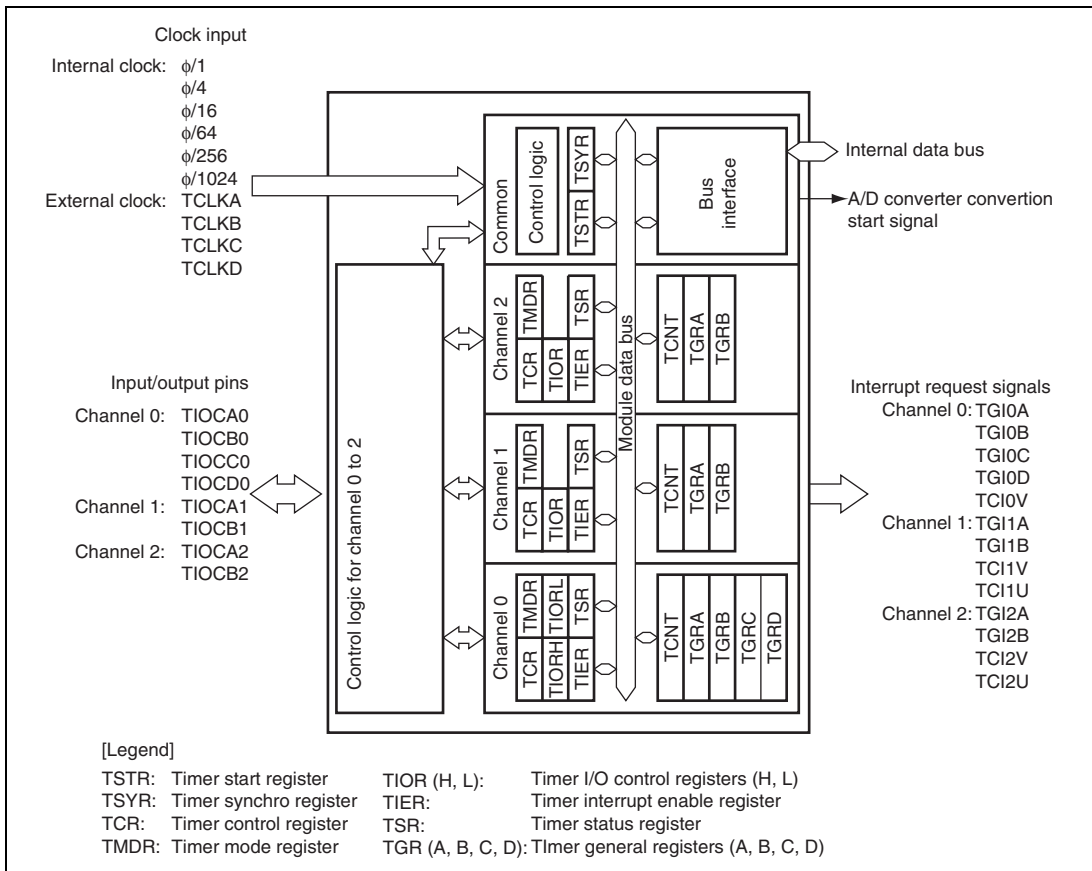 Clock input
Internal clock: ϕ/1
ϕ/4
ϕ/16
ϕ/64
ϕ/256
ϕ/1024
External clock: TCLKA
TCLKB
TCLKC
TCLKD
Input/output pins
Channel 0: TIOCA0
TIOCB0
TIOCC0
TIOCD0
Channel 1: TIOCA1
TIOCB1
Channel 2: TIOCA2
TIOCB2
Control logic for channel 0 to 2
Common
Control logic
TSTR TSYR
Bus
interface
Module data bus
Channel 2
TCR TMDR
TIOR
TIER TSR
TCNT
TGRA
TGRB
Channel 1
TCR TMDR
TIOR
TIER TSR
TCNT
TGRA
TGRB
Channel 0
TCR TMDR
TIORH TIORL
TIER TSR
TCNT
TGRA
TGRB
TGRC
TGRD
Internal data bus
A/D converter convertion
start signal
Interrupt request signals
Channel 0: TGI0A
TGI0B
TGI0C
TGI0D
TCI0V
Channel 1: TGI1A
TGI1B
TCI1V
TCI1U
Channel 2: TGI2A
TGI2B
TCI2V
TCI2U
[Legend]
TSTR: Timer start register
TSYR: Timer synchro register
TCR: Timer control register
TMDR: Timer mode register
TIOR (H, L): Timer I/O control registers (H, L)
TIER: Timer interrupt enable register
TSR: Timer status register
TGR (A, B, C, D): TImer general registers (A, B, C, D)